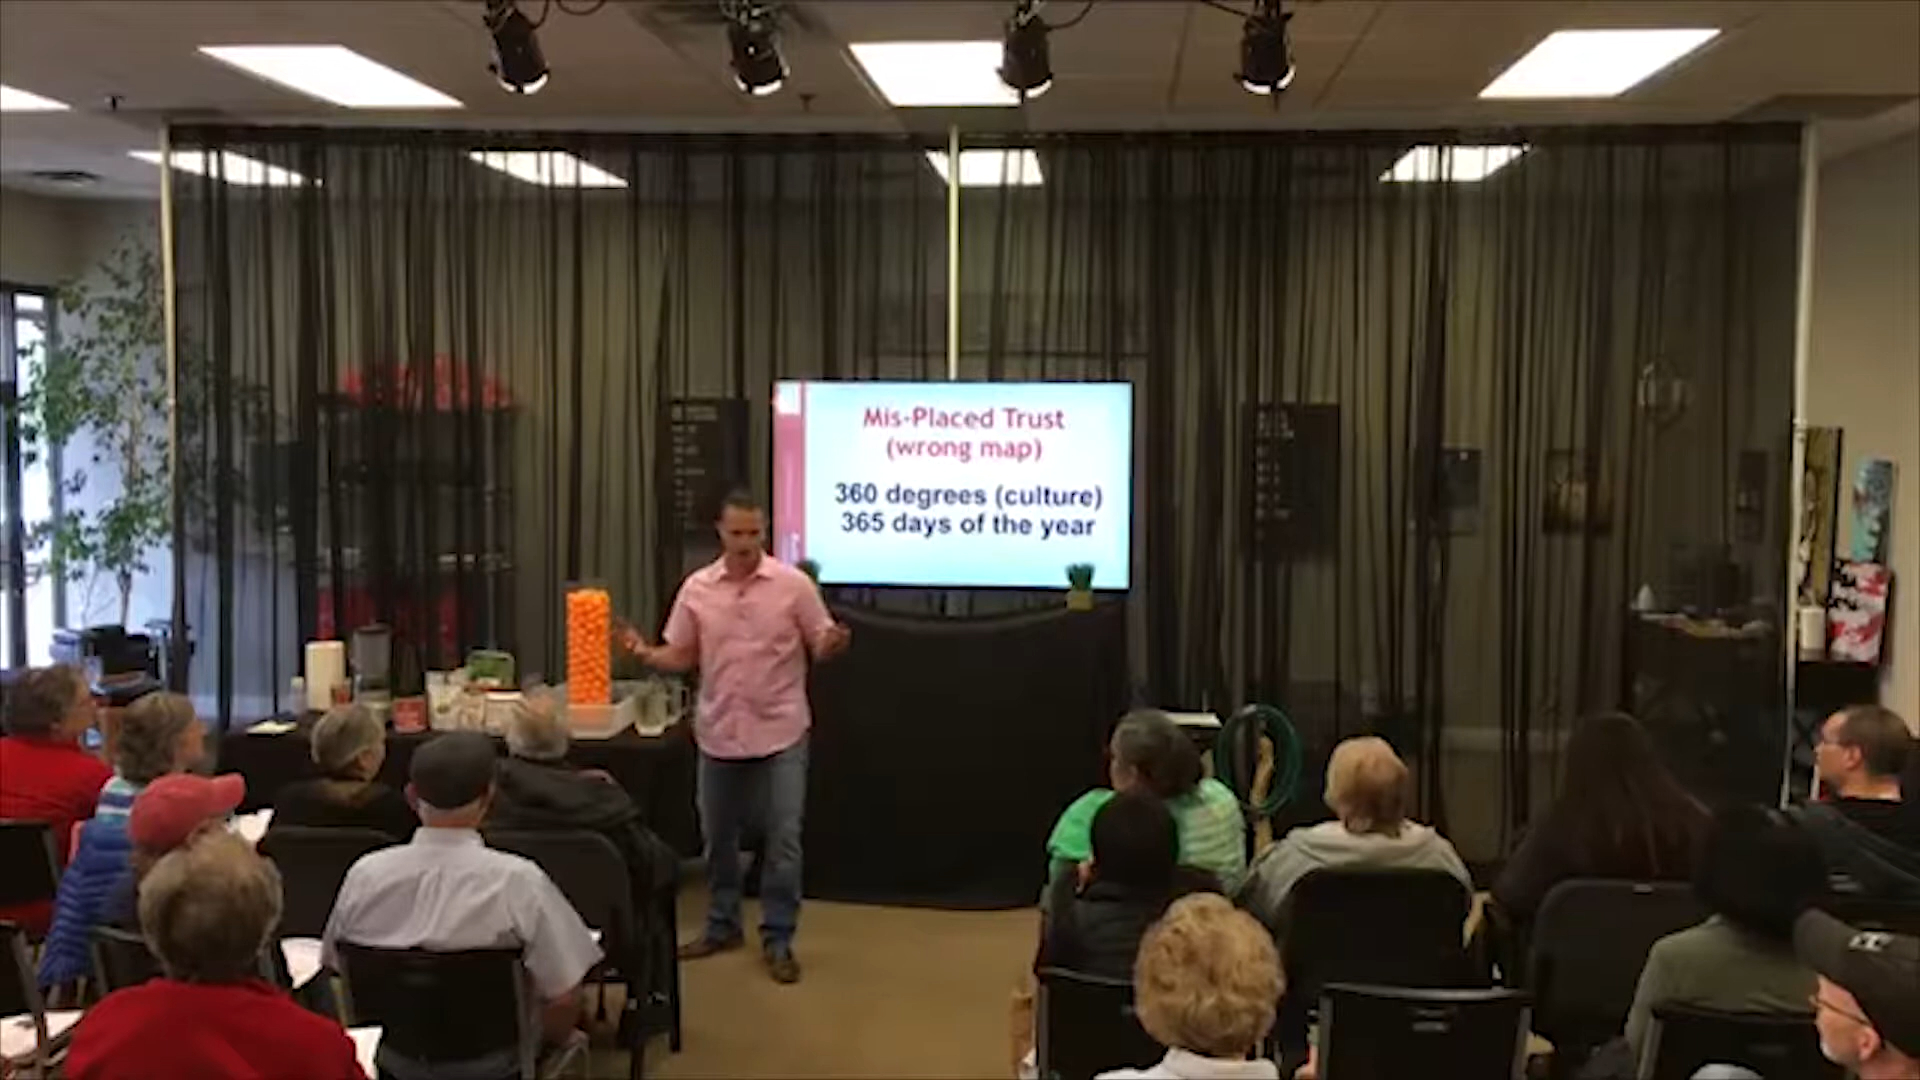 Mis-Placed Trust
(wrong map)
360 degrees (culture)
365 days of the year